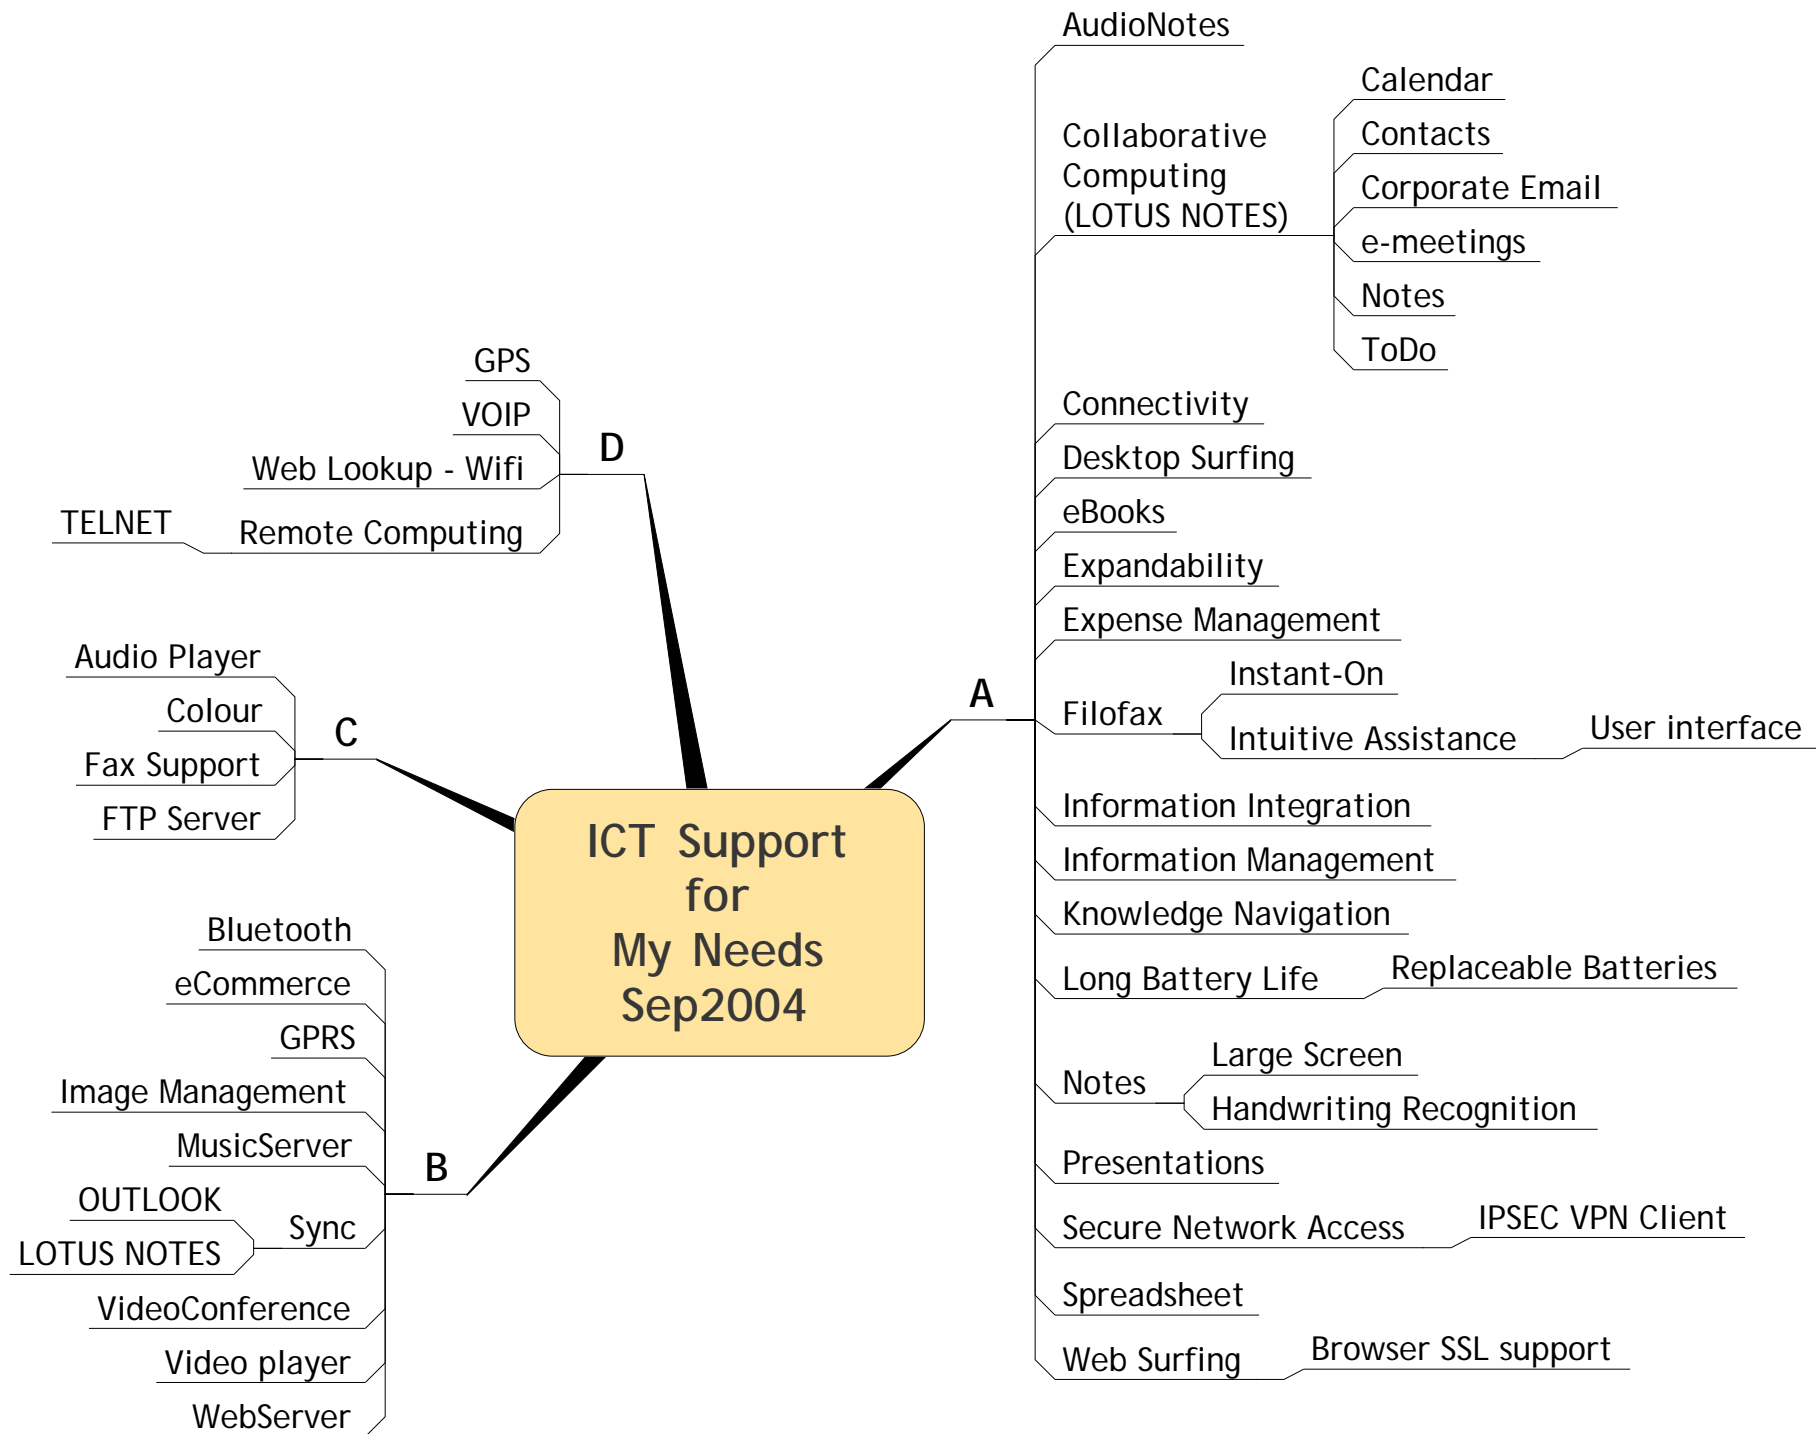 ICT Support
for
My Needs
Sep2004
A
AudioNotes
Collaborative
Computing
(LOTUS NOTES)
Calendar
Contacts
Corporate Email
e-meetings
Notes
ToDo
Connectivity
Desktop Surfing
eBooks
Expandability
Expense Management
Filofax
Instant-On
Intuitive Assistance
User interface
Information Integration
Information Management
Knowledge Navigation
Long Battery Life
Replaceable Batteries
Notes
Large Screen
Handwriting Recognition
Presentations
Secure Network Access
IPSEC VPN Client
Spreadsheet
Web Surfing
Browser SSL support
B
Bluetooth
eCommerce
GPRS
Image Management
MusicServer
Sync
OUTLOOK
LOTUS NOTES
VideoConference
Video player
WebServer
C
Audio Player
Colour
Fax Support
FTP Server
D
GPS
VOIP
Web Lookup - Wifi
Remote Computing
TELNET